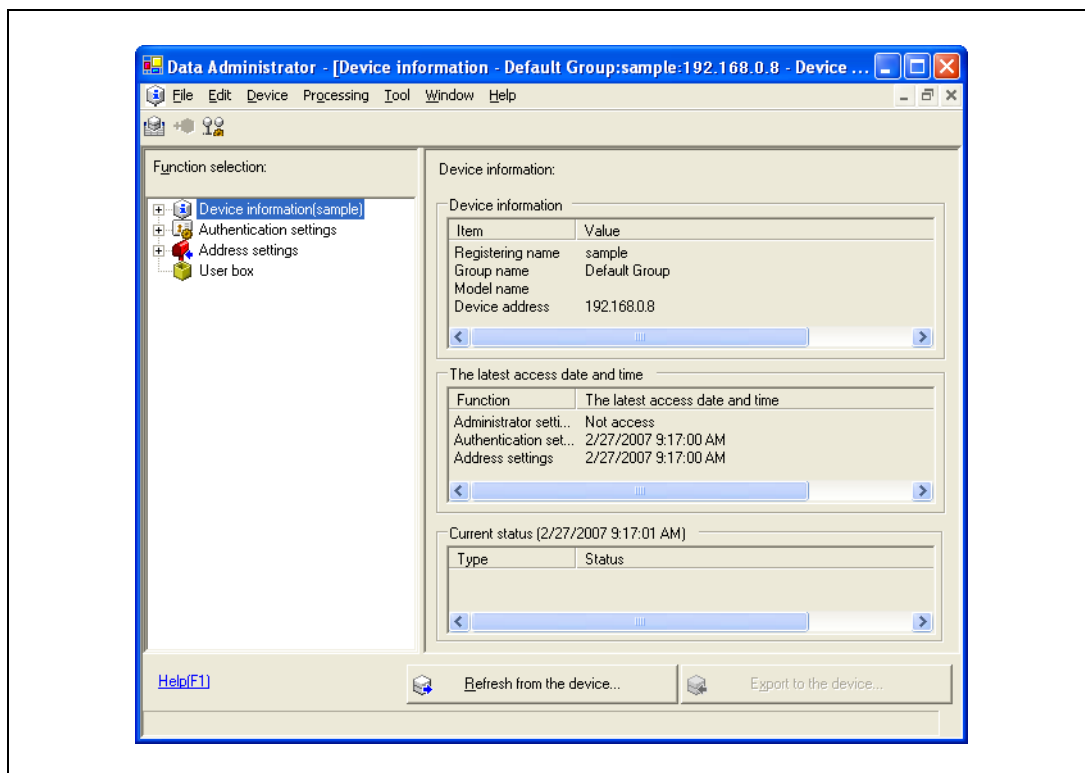 Data Administrator - [Device information - Default Group:sample:192.168.0.8 - Device ...
File Edit Device Processing Tool Window Help
Function selection:
Device information(sample)
Authentication settings
Address settings
User box
Device information:
Device information
Item Value
Registering name sample
Group name Default Group
Model name
Device address 192.168.0.8
The latest access date and time
Function The latest access date and time
Administrator setti... Not access
Authentication set... 2/27/2007 9:17:00 AM
Address settings 2/27/2007 9:17:00 AM
Current status (2/27/2007 9:17:01 AM)
Type Status
Help(F1)
Refresh from the device...
Export to the device...